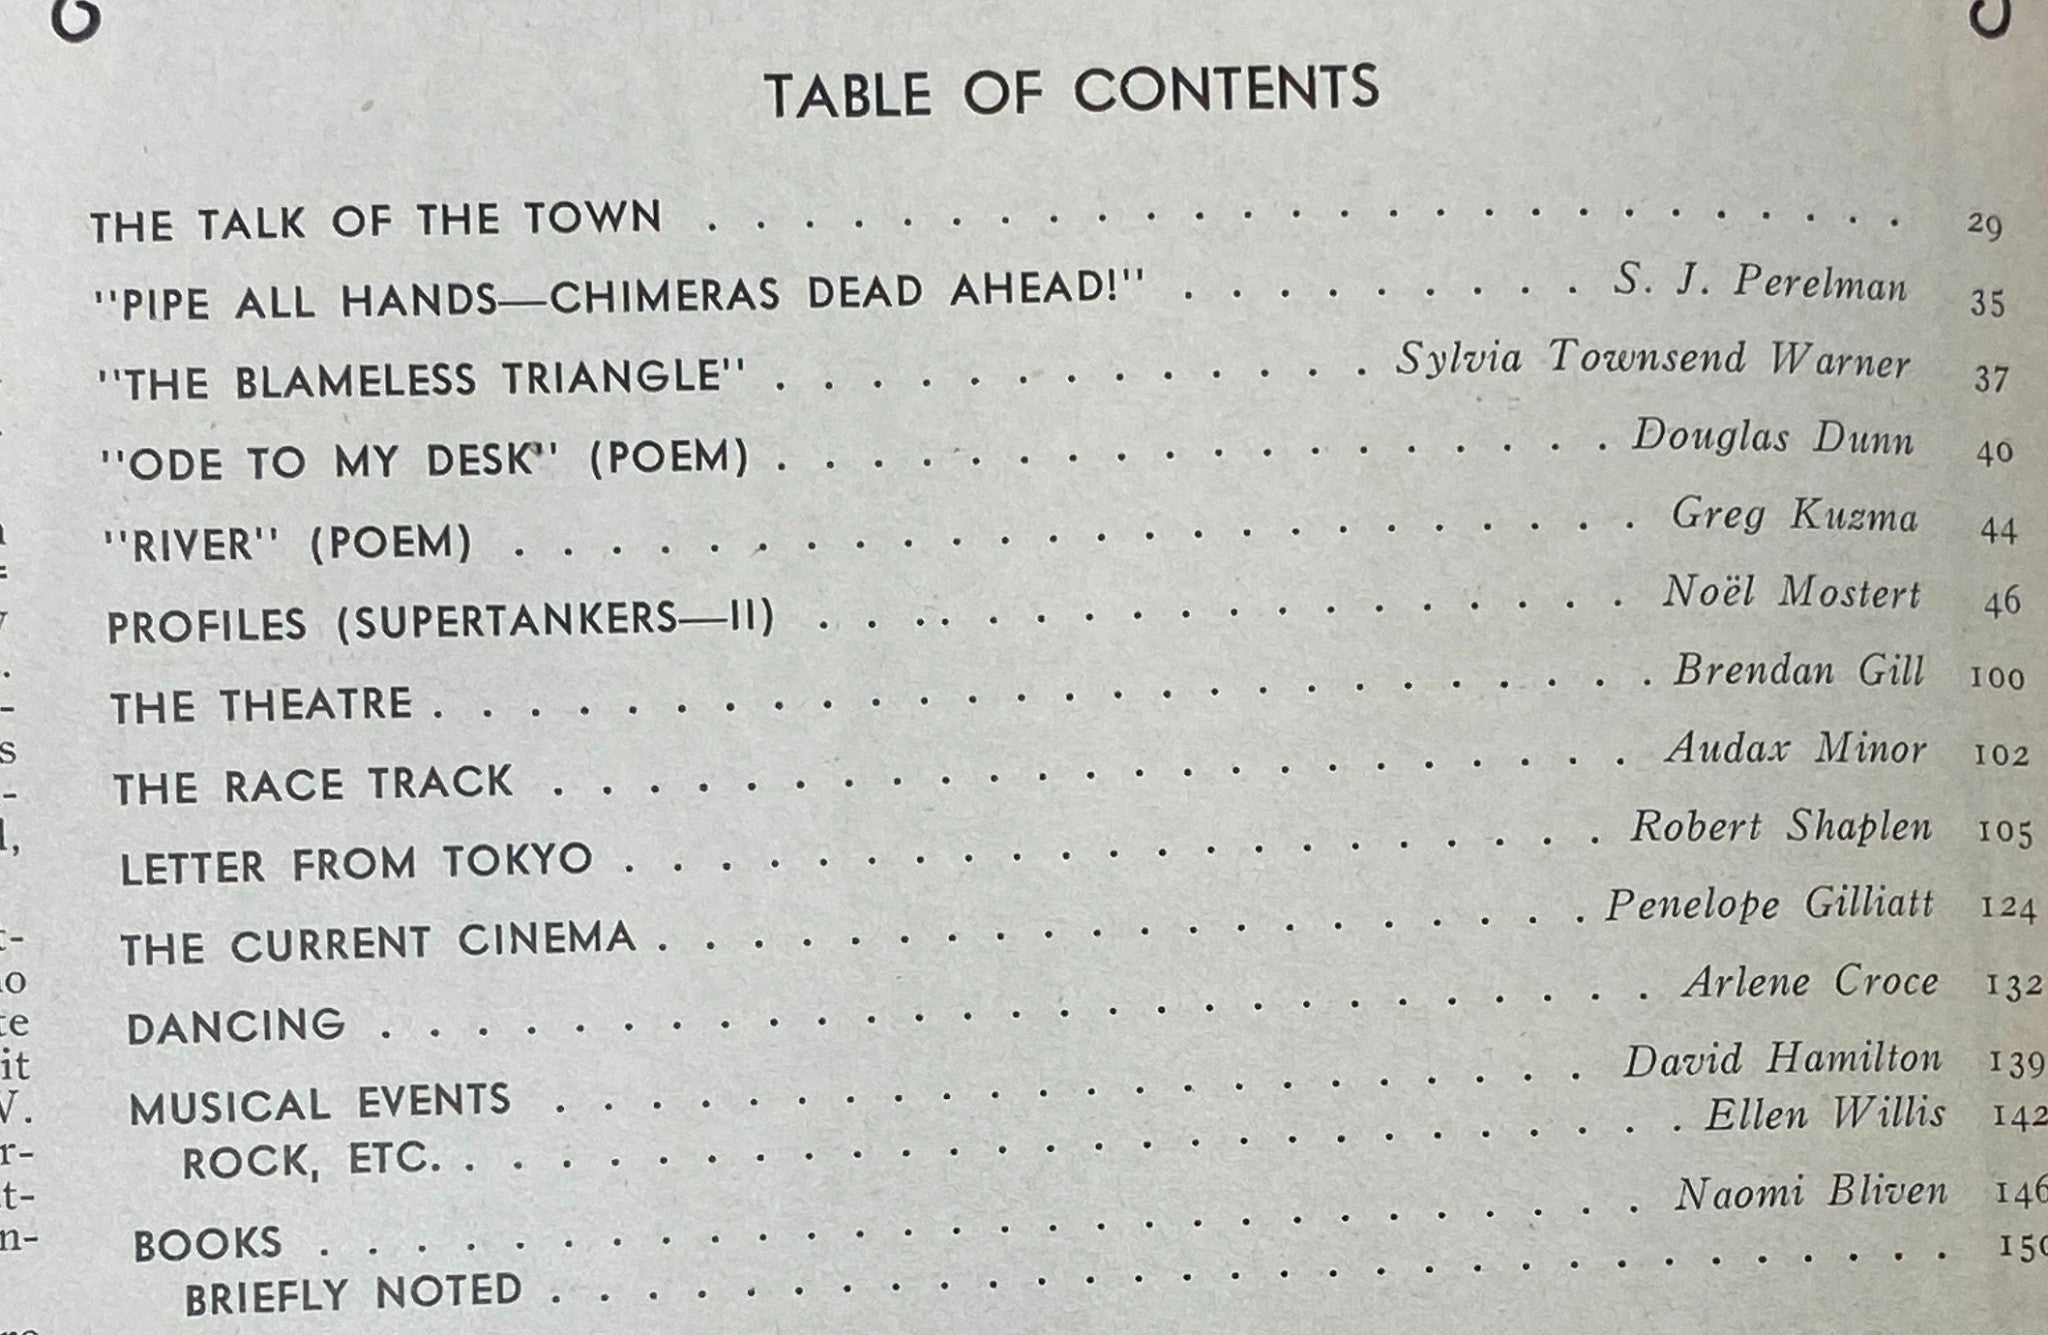 TABLE OF CONTENTS
THE TALK OF THE TOWN . . . . . . . . . . . . . . . . . . . . . . . . . 29
"PIPE ALL HANDS—CHIMERAS DEAD AHEAD!" . . . . . . . . . S. J. Perelman 35
"THE BLAMELESS TRIANGLE" . . . . . . . . . . . . . Sylvia Townsend Warner 37
"ODE TO MY DESK" (POEM) . . . . . . . . . . . . . . . . . . Douglas Dunn 40
"RIVER" (POEM) . . . . . . . . . . . . . . . . . . . . . . . . Greg Kuzma 44
PROFILES (SUPERTANKERS—II) . . . . . . . . . . . . . . . . . . Noël Mostert 46
THE THEATRE . . . . . . . . . . . . . . . . . . . . . . . . . . Brendan Gill 100
THE RACE TRACK . . . . . . . . . . . . . . . . . . . . . . . Audax Minor 102
LETTER FROM TOKYO . . . . . . . . . . . . . . . . . . . . . Robert Shaplen 105
THE CURRENT CINEMA . . . . . . . . . . . . . . . . . . . . Penelope Gilliatt 124
DANCING . . . . . . . . . . . . . . . . . . . . . . . . . . . Arlene Croce 132
MUSICAL EVENTS . . . . . . . . . . . . . . . . . . . . . . David Hamilton 139
ROCK, ETC. . . . . . . . . . . . . . . . . . . . . . . . . . . Ellen Willis 142
BOOKS . . . . . . . . . . . . . . . . . . . . . . . . . . . . Naomi Bliven 146
BRIEFLY NOTED . . . . . . . . . . . . . . . . . . . . . . . . . . . . . 150